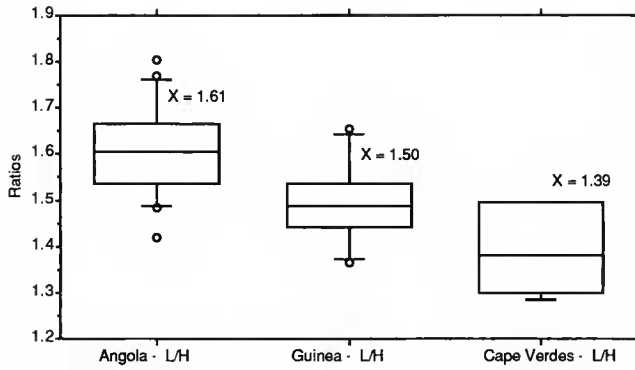 1.9
1.8
1.7
1.6
1.5
1.4
1.3
1.2
Ratios
X = 1.61
X = 1.50
X = 1.39
Angola - L/H
Guinea - L/H
Cape Verdes - L/H